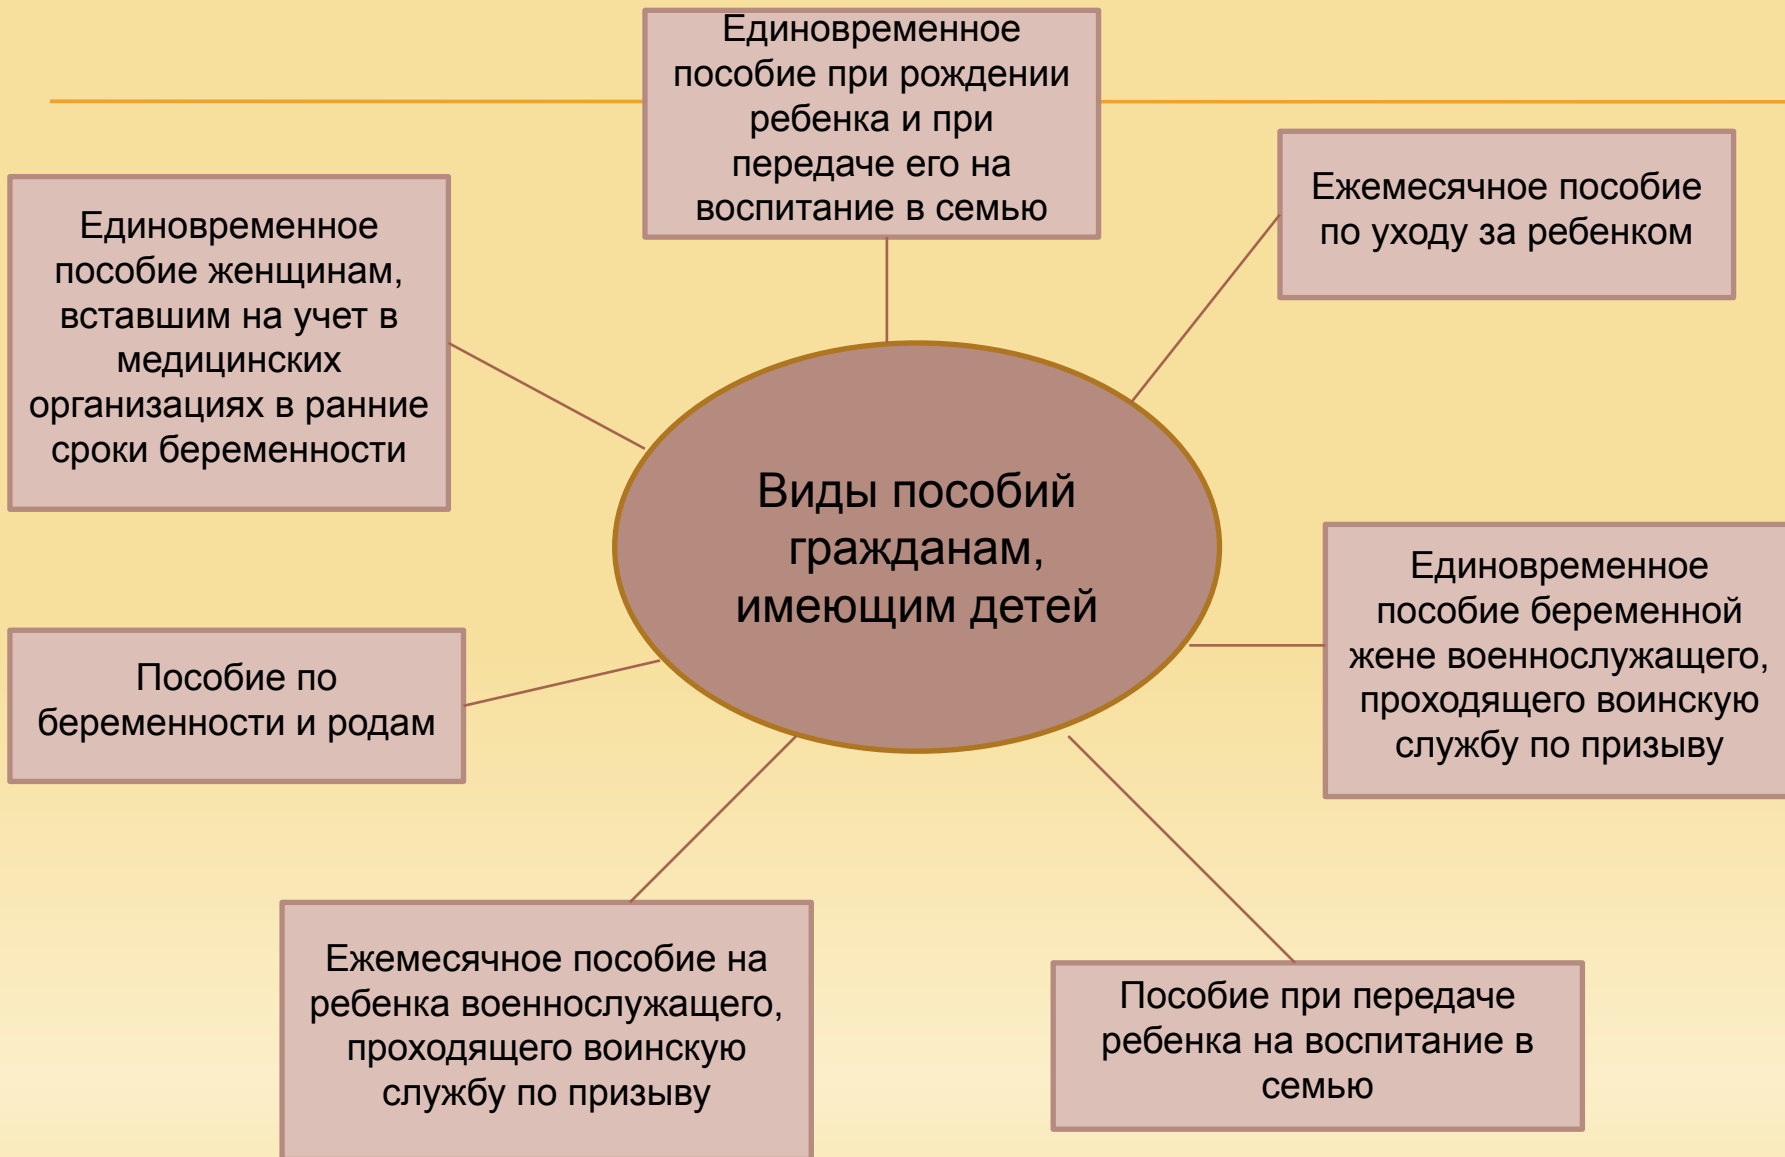 Единовременное
пособие при рождении
ребенка и при
передаче его на
воспитание в семью
Ежемесячное пособие
по уходу за ребенком
Единовременное
пособие женщинам,
вставшим на учет в
медицинских
организациях в ранние
сроки беременности
Виды пособий
гражданам,
имеющим детей
Единовременное
пособие беременной
жене военнослужащего,
проходящего воинскую
службу по призыву
Пособие по
беременности и родам
Ежемесячное пособие на
ребенка военнослужащего,
проходящего воинскую
службу по призыву
Пособие при передаче
ребенка на воспитание в
семью